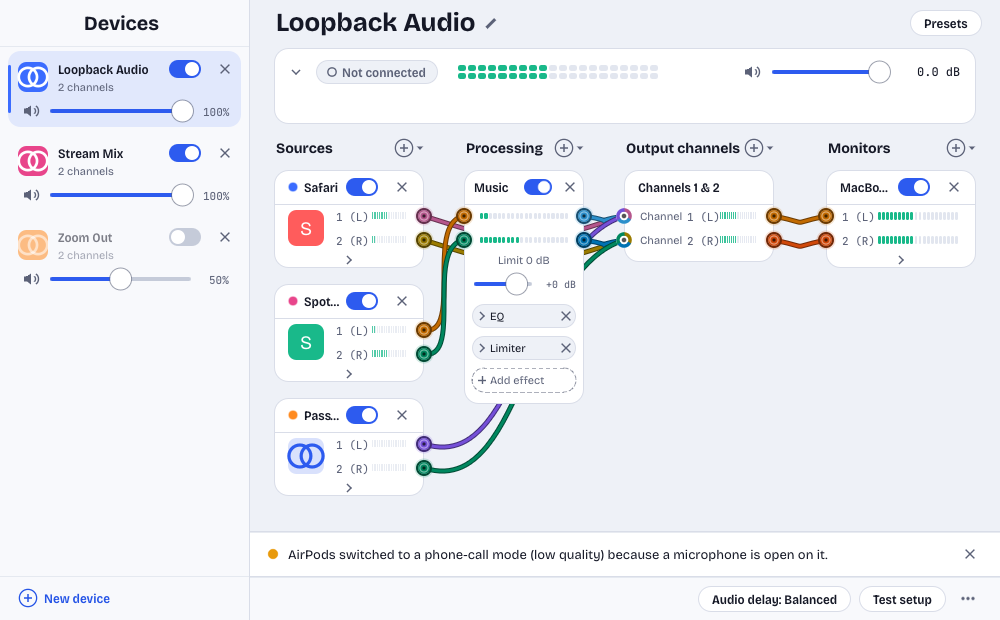 Devices
Loopback Audio
2 channels
100%
Stream Mix
2 channels
100%
Zoom Out
2 channels
50%
New device
Loopback Audio
Presets
Not connected
0.0 dB
Sources
Processing
Output channels
Monitors
Safari
S
1 (L)
2 (R)
Spot...
S
1 (L)
2 (R)
Pass...
1 (L)
2 (R)
Music
Limit 0 dB
+0 dB
EQ
Limiter
Add effect
Channels 1 & 2
Channel 1 (L)
Channel 2 (R)
MacBo...
1 (L)
2 (R)
AirPods switched to a phone-call mode (low quality) because a microphone is open on it.
Audio delay: Balanced
Test setup